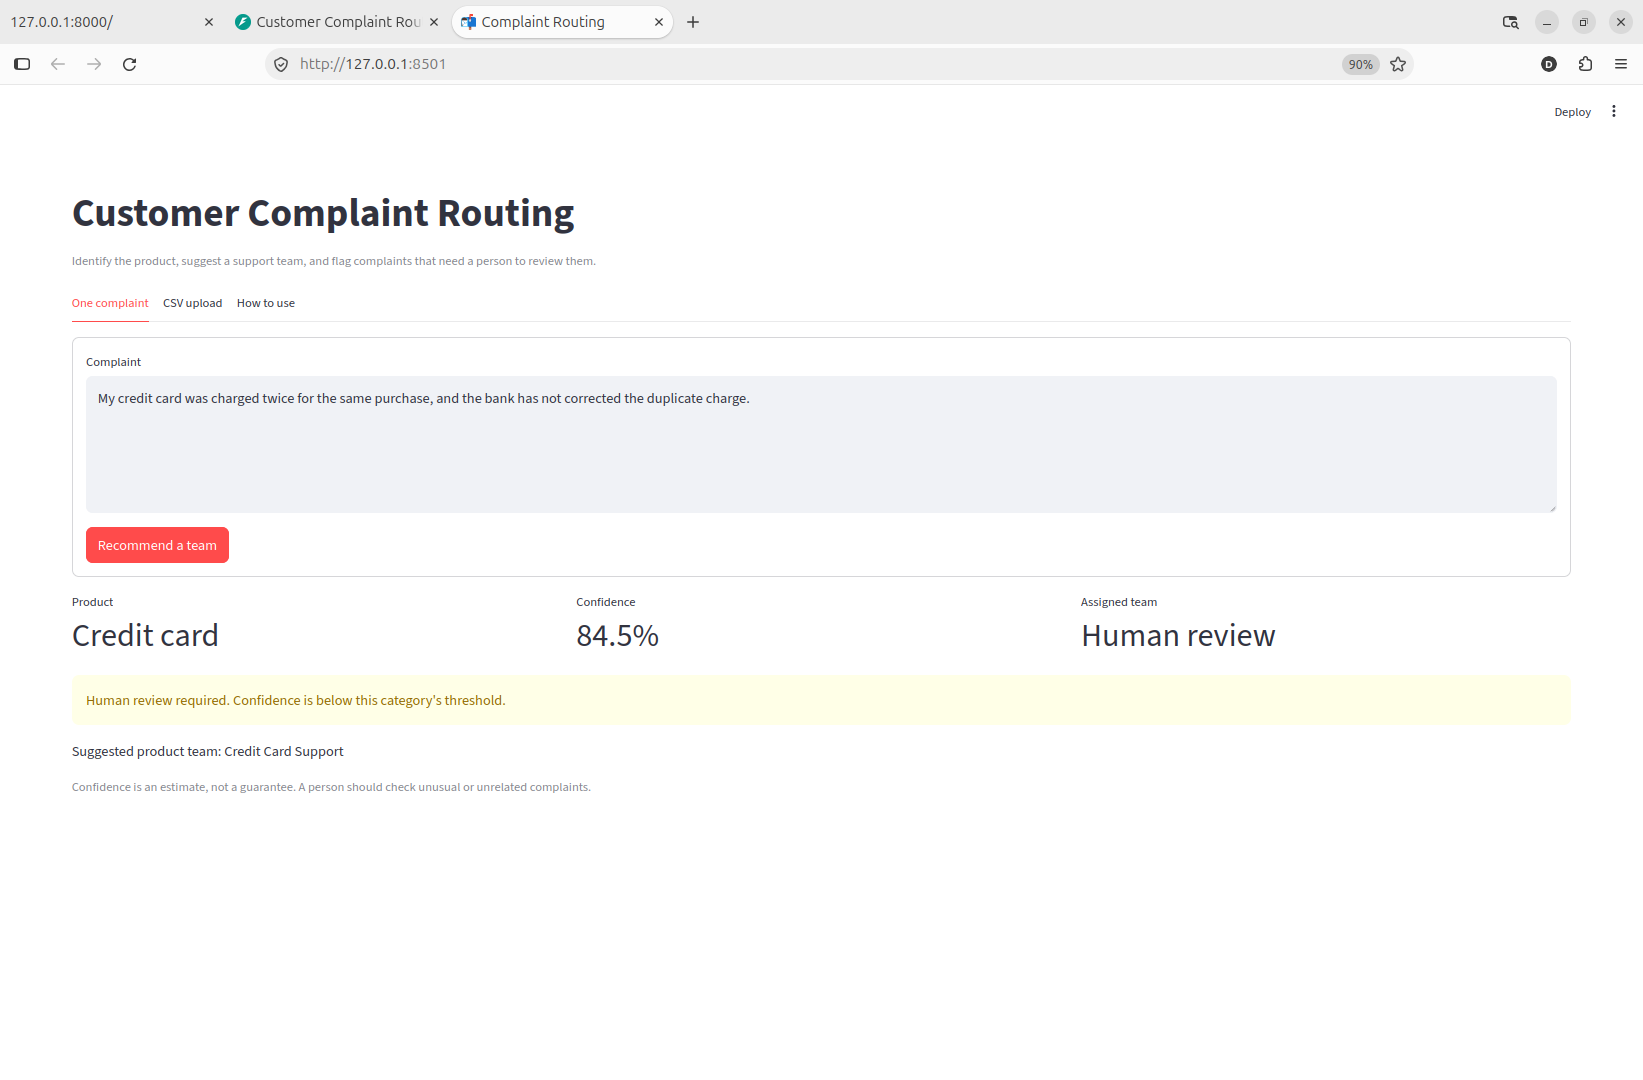 127.0.0.1:8000/
Customer Complaint Rou
Complaint Routing
http://127.0.0.1:8501
90%
D
Deploy
Customer Complaint Routing
Identify the product, suggest a support team, and flag complaints that need a person to review them.
One complaint CSV upload How to use
Complaint
My credit card was charged twice for the same purchase, and the bank has not corrected the duplicate charge.
Recommend a team
Product Confidence Assigned team
Credit card 84.5% Human review
Human review required. Confidence is below this category's threshold.
Suggested product team: Credit Card Support
Confidence is an estimate, not a guarantee. A person should check unusual or unrelated complaints.